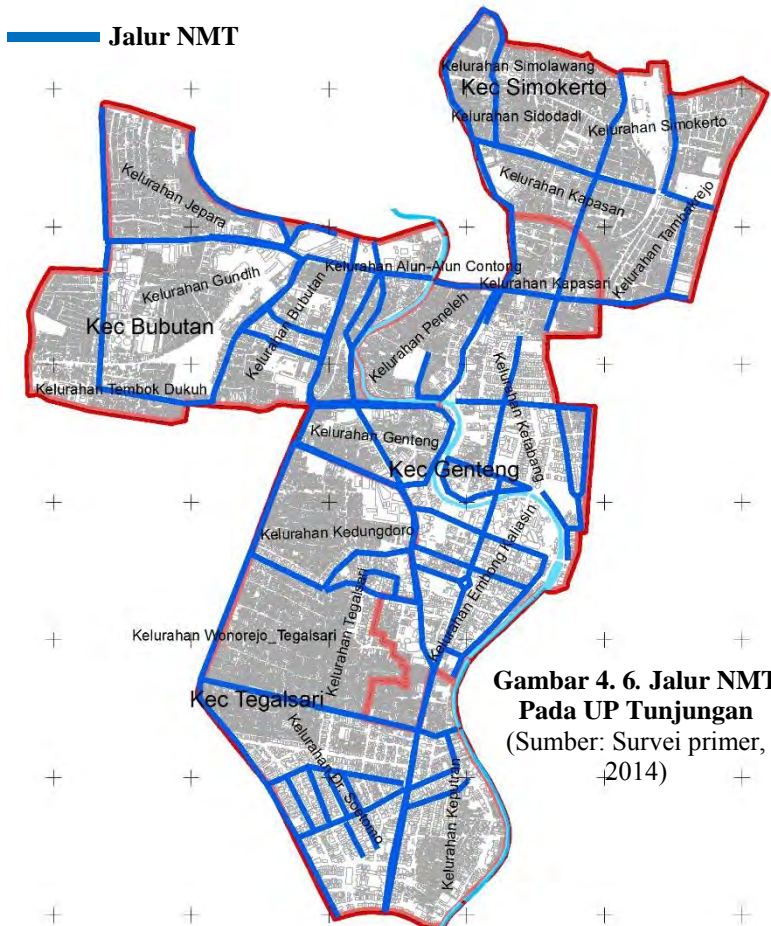 Jalur NMT
Kelurahan Simolawang
Kec Simokerto
Kelurahan Sidodadi
Kelurahan Simokerto
Kelurahan Jepara
Kelurahan Kapasan
Kelurahan Tambakrejo
Kelurahan Alun-Alun Contong
Kelurahan Gundih
Kelurahan Bubutan
Kelurahan Kapasari
Kec Bubutan
Kelurahan Peneleh
Kelurahan Tembok Dukuh
Kelurahan Ketabang
Kelurahan Genteng
Kec Genteng
Kelurahan Kedungdoro
Kelurahan Embong Kaliasin
Kelurahan Tegalsari
Kelurahan Wonorejo_Tegalsari
Kec Tegalsari
Kelurahan Dr. Soetomo
Kelurahan Keputran
Gambar 4. 6. Jalur NMT
Pada UP Tunjungan
(Sumber: Survei primer,
2014)